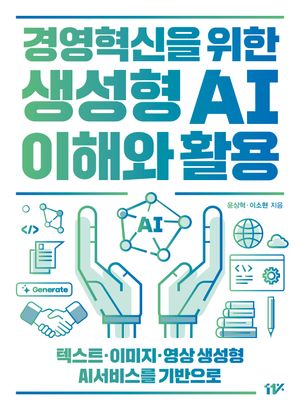 경영혁신을 위한
생성형 AI
이해와 활용
윤상혁·이소현 지음
AI
</>
Generate
</>
텍스트·이미지·영상 생성형
AI서비스를 기반으로